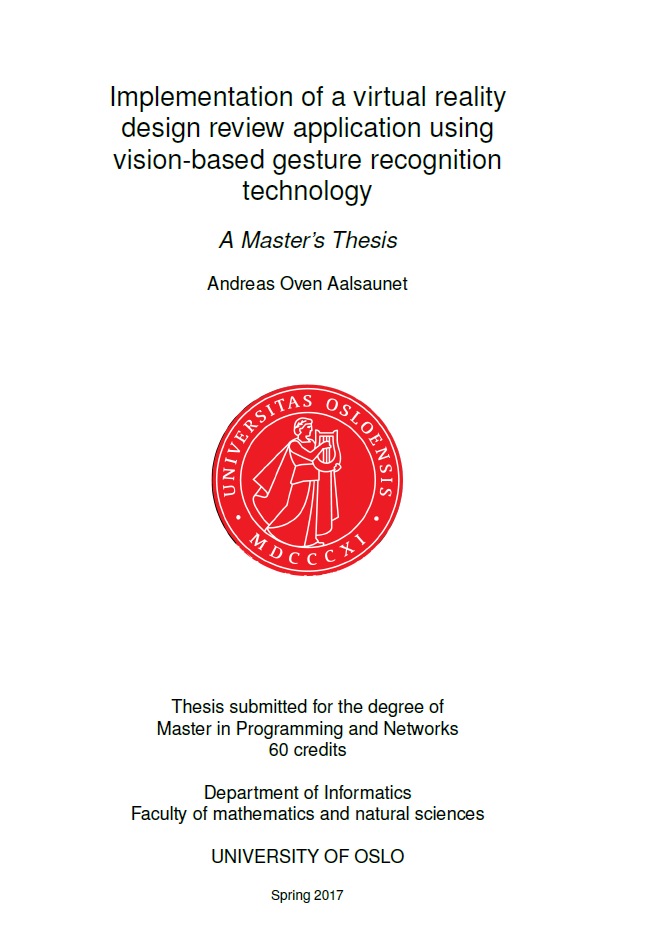 Implementation of a virtual reality
design review application using
vision-based gesture recognition
technology
A Master's Thesis
Andreas Oven Aalsaunet
UNIVERSITAS OSLOENSIS
MDCCCXI
Thesis submitted for the degree of
Master in Programming and Networks
60 credits
Department of Informatics
Faculty of mathematics and natural sciences
UNIVERSITY OF OSLO
Spring 2017